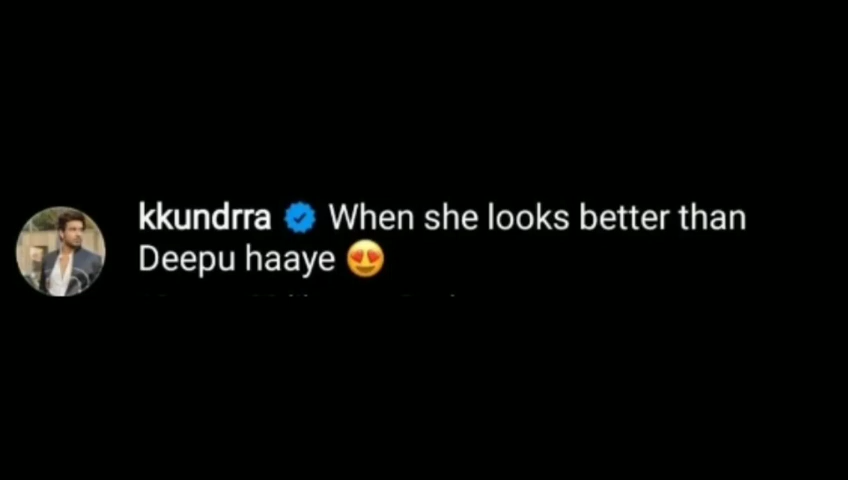 kkundrra When she looks better than
Deepu haaye 😍